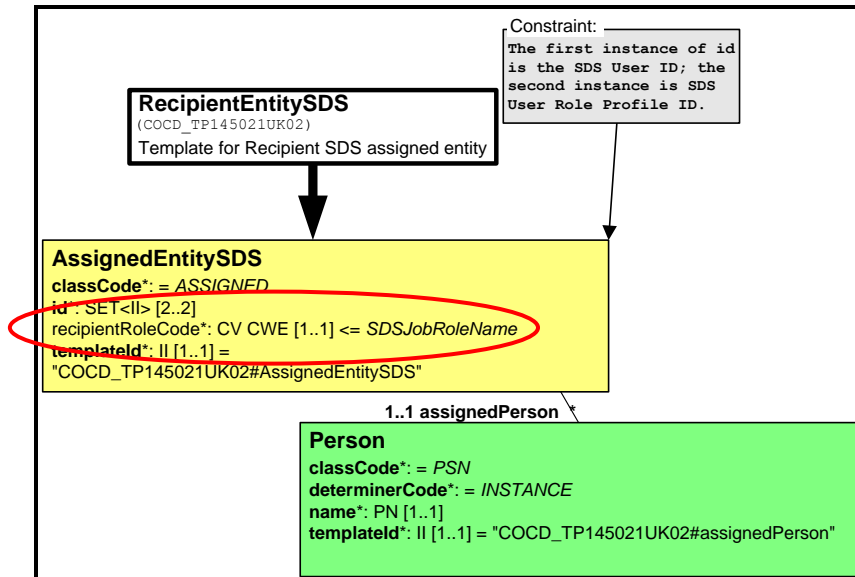 Constraint:
The first instance of id
is the SDS User ID; the
second instance is SDS
User Role Profile ID.
RecipientEntitySDS
(COCD_TP145021UK02)
Template for Recipient SDS assigned entity
AssignedEntitySDS
classCode*: = ASSIGNED
id*: SET<II> [2..2]
recipientRoleCode*: CV CWE [1..1] <= SDSJobRoleName
templateId*: II [1..1] =
"COCD_TP145021UK02#AssignedEntitySDS"
1..1 assignedPerson *
Person
classCode*: = PSN
determinerCode*: = INSTANCE
name*: PN [1..1]
templateId*: II [1..1] = "COCD_TP145021UK02#assignedPerson"